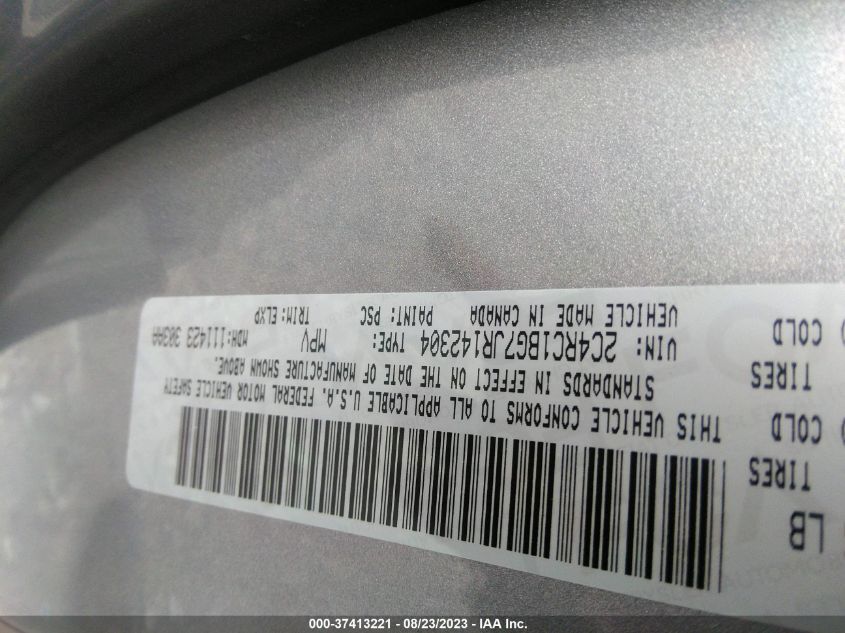 LB
TIRES
COLD
TIRES
COLD
THIS VEHICLE CONFORMS TO ALL APPLICABLE U.S.A. FEDERAL MOTOR VEHICLE SAFETY
STANDARDS IN EFFECT ON THE DATE OF MANUFACTURE SHOWN ABOVE.
VIN: 2C4RC1BG7JR142304 TYPE: MPV MDH:111423 303AA
VEHICLE MADE IN CANADA PAINT: PSC TRIM: ELXP
000-37413221 - 08/23/2023 - IAA Inc.